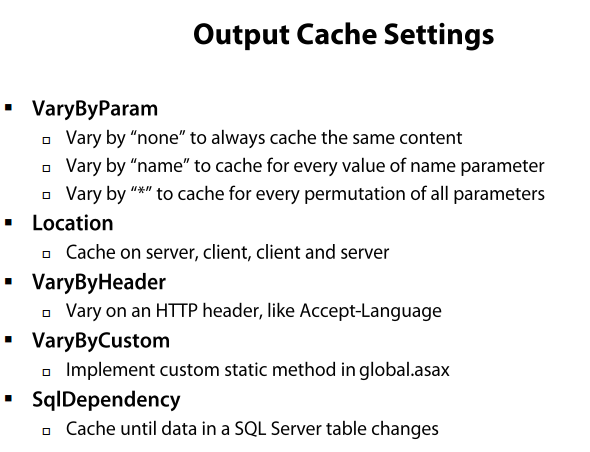 Output Cache Settings
VaryByParam
Vary by “none” to always cache the same content
Vary by “name” to cache for every value of name parameter
Vary by “*” to cache for every permutation of all parameters
Location
Cache on server, client, client and server
VaryByHeader
Vary on an HTTP header, like Accept-Language
VaryByCustom
Implement custom static method in global.asax
SqlDependency
Cache until data in a SQL Server table changes